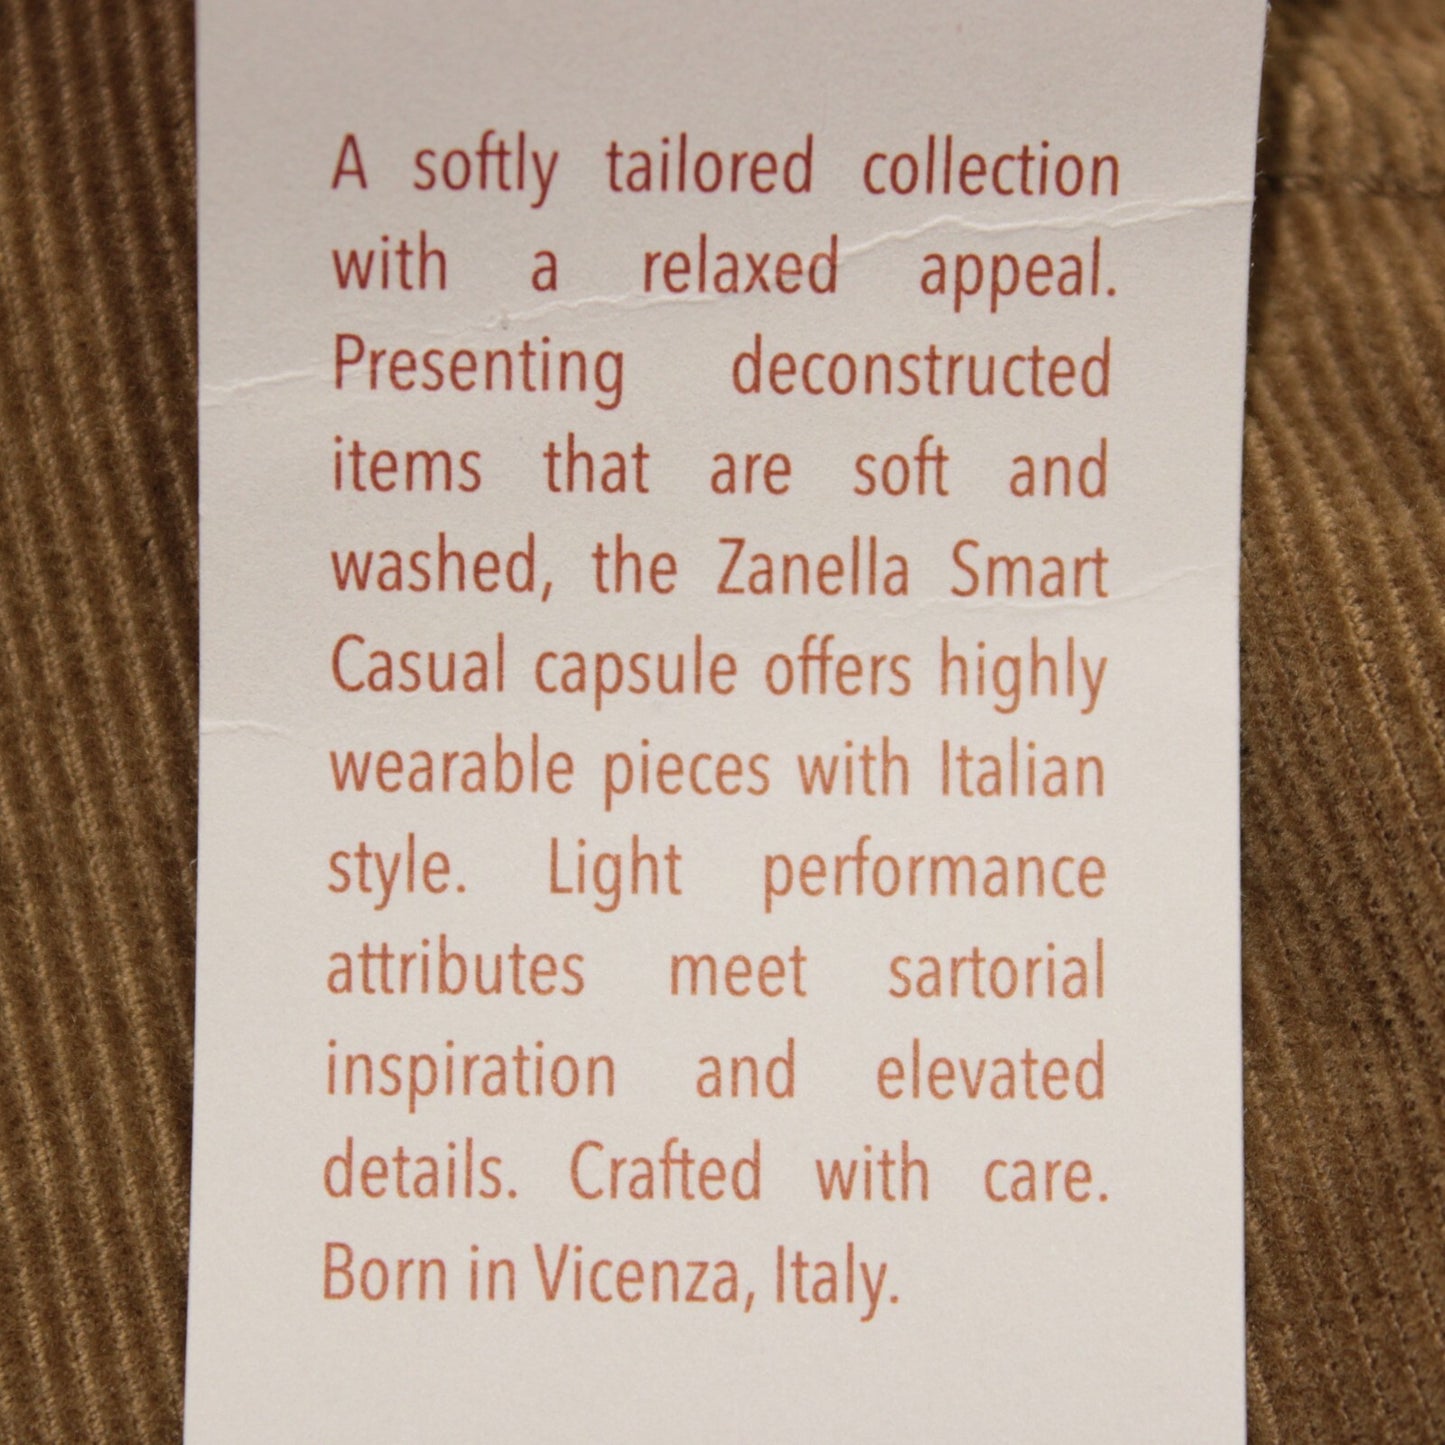 A softly tailored collection
with a relaxed appeal.
Presenting deconstructed
items that are soft and
washed, the Zanella Smart
Casual capsule offers highly
wearable pieces with Italian
style. Light performance
attributes meet sartorial
inspiration and elevated
details. Crafted with care.
Born in Vicenza, Italy.